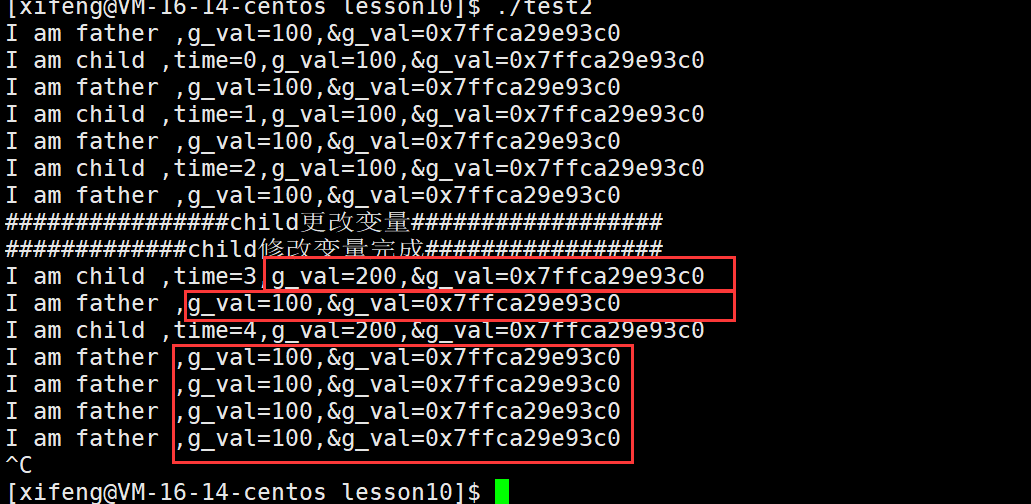 [xifeng@VM-16-14-centos lesson10]$ ./test2
I am father ,g_val=100,&g_val=0x7ffca29e93c0
I am child ,time=0,g_val=100,&g_val=0x7ffca29e93c0
I am father ,g_val=100,&g_val=0x7ffca29e93c0
I am child ,time=1,g_val=100,&g_val=0x7ffca29e93c0
I am father ,g_val=100,&g_val=0x7ffca29e93c0
I am child ,time=2,g_val=100,&g_val=0x7ffca29e93c0
I am father ,g_val=100,&g_val=0x7ffca29e93c0
################child更改变量##################
#############child修改变量完成#################
I am child ,time=3,g_val=200,&g_val=0x7ffca29e93c0
I am father ,g_val=100,&g_val=0x7ffca29e93c0
I am child ,time=4,g_val=200,&g_val=0x7ffca29e93c0
I am father ,g_val=100,&g_val=0x7ffca29e93c0
I am father ,g_val=100,&g_val=0x7ffca29e93c0
I am father ,g_val=100,&g_val=0x7ffca29e93c0
I am father ,g_val=100,&g_val=0x7ffca29e93c0
^C
[xifeng@VM-16-14-centos lesson10]$